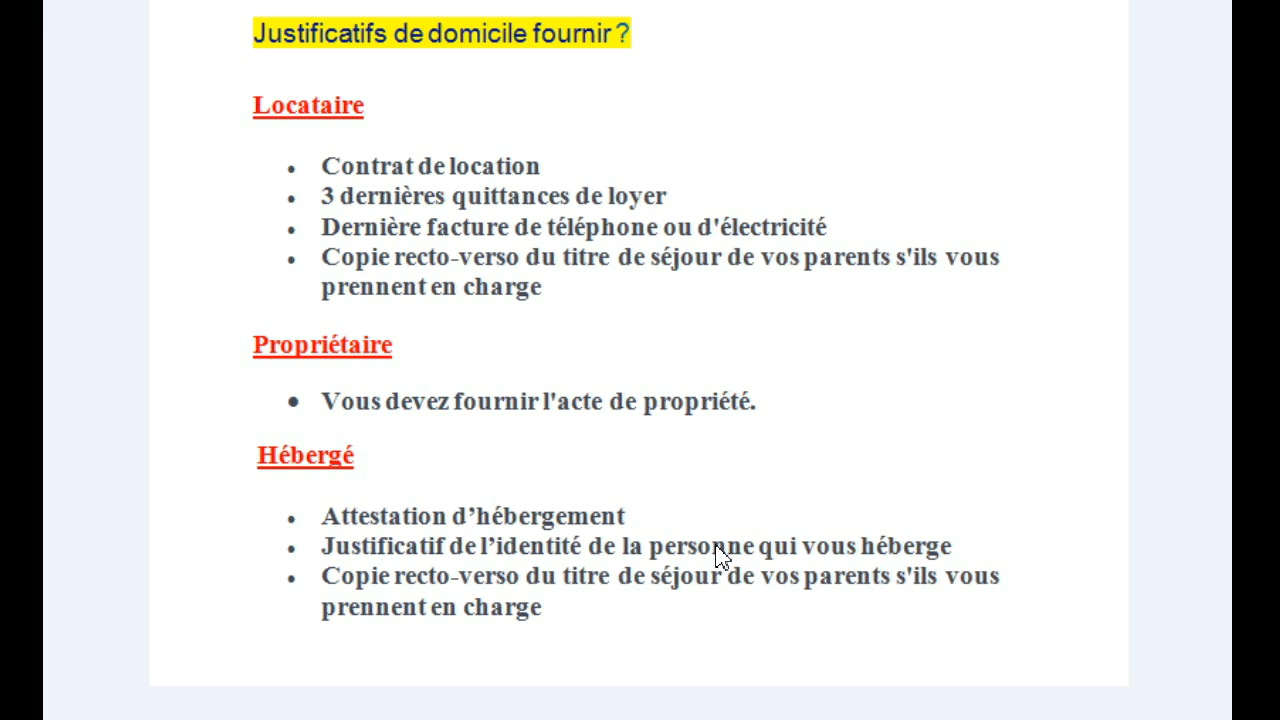 Justificatifs de domicile fournir ?
Locataire
• Contrat de location
• 3 dernières quittances de loyer
• Dernière facture de téléphone ou d'électricité
• Copie recto-verso du titre de séjour de vos parents s'ils vous
prennent en charge
Propriétaire
• Vous devez fournir l'acte de propriété.
Hébergé
• Attestation d’hébergement
• Justificatif de l’identité de la personne qui vous héberge
• Copie recto-verso du titre de séjour de vos parents s'ils vous
prennent en charge